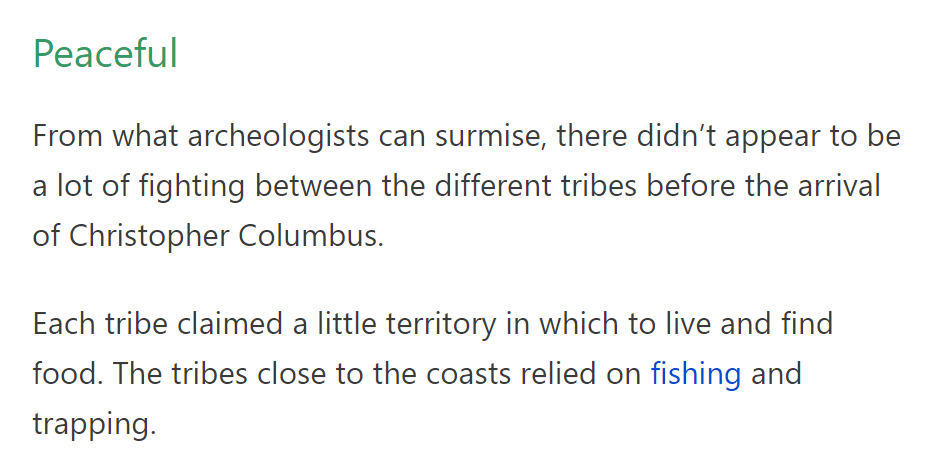 Peaceful
From what archeologists can surmise, there didn’t appear to be
a lot of fighting between the different tribes before the arrival
of Christopher Columbus.
Each tribe claimed a little territory in which to live and find
food. The tribes close to the coasts relied on fishing and
trapping.